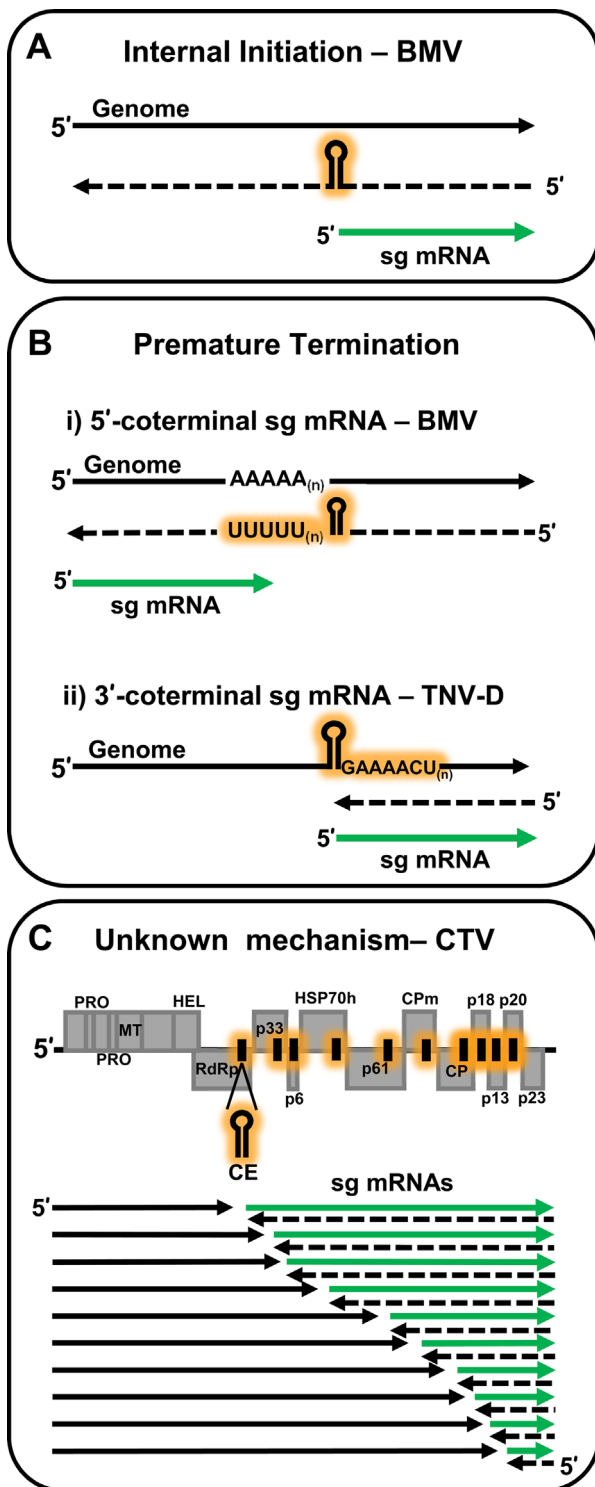 A Internal Initiation – BMV
Genome
5′
5′
5′
sg mRNA
B Premature Termination
i) 5′-coterminal sg mRNA – BMV
5′ Genome AAAAA(n)
UUUUU(n) 5′
5′
sg mRNA
ii) 3′-coterminal sg mRNA – TNV-D
Genome
5′ GAAAACU(n)
5′
5′
sg mRNA
C Unknown mechanism– CTV
PRO HEL HSP70h CPm p18 p20
MT p33
5′
PRO RdRp p61 CP
p6 p13 p23
CE
sg mRNAs
5′
5′